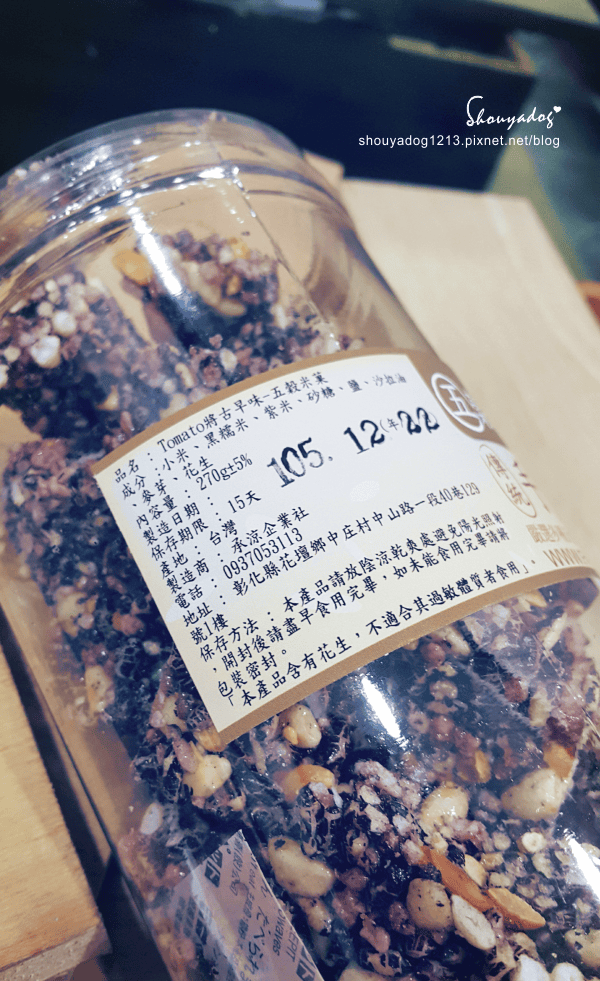 Shouyadog
shouyadog1213.pixnet.net/blog
品名：Tomato將古早味-五穀米菓
成分：小米、黑糯米、紫米、砂糖、鹽、沙拉油
、麥芽、花生
內容量：270g±5%
製造日期：105. 12(年22
保存期限：15天
產地：台灣
製造商：承涼企業社
電話：0937053113
地址：彰化縣花壇鄉中庄村中山路一段40巷129
號1樓
保存方法：本產品請放陰涼乾爽處避免陽光照射
，開封後請盡早食用完畢，如未能食用完畢請將
包裝密封。
「本產品含有花生，不適合其過敏體質者食用」。
五
傳
統